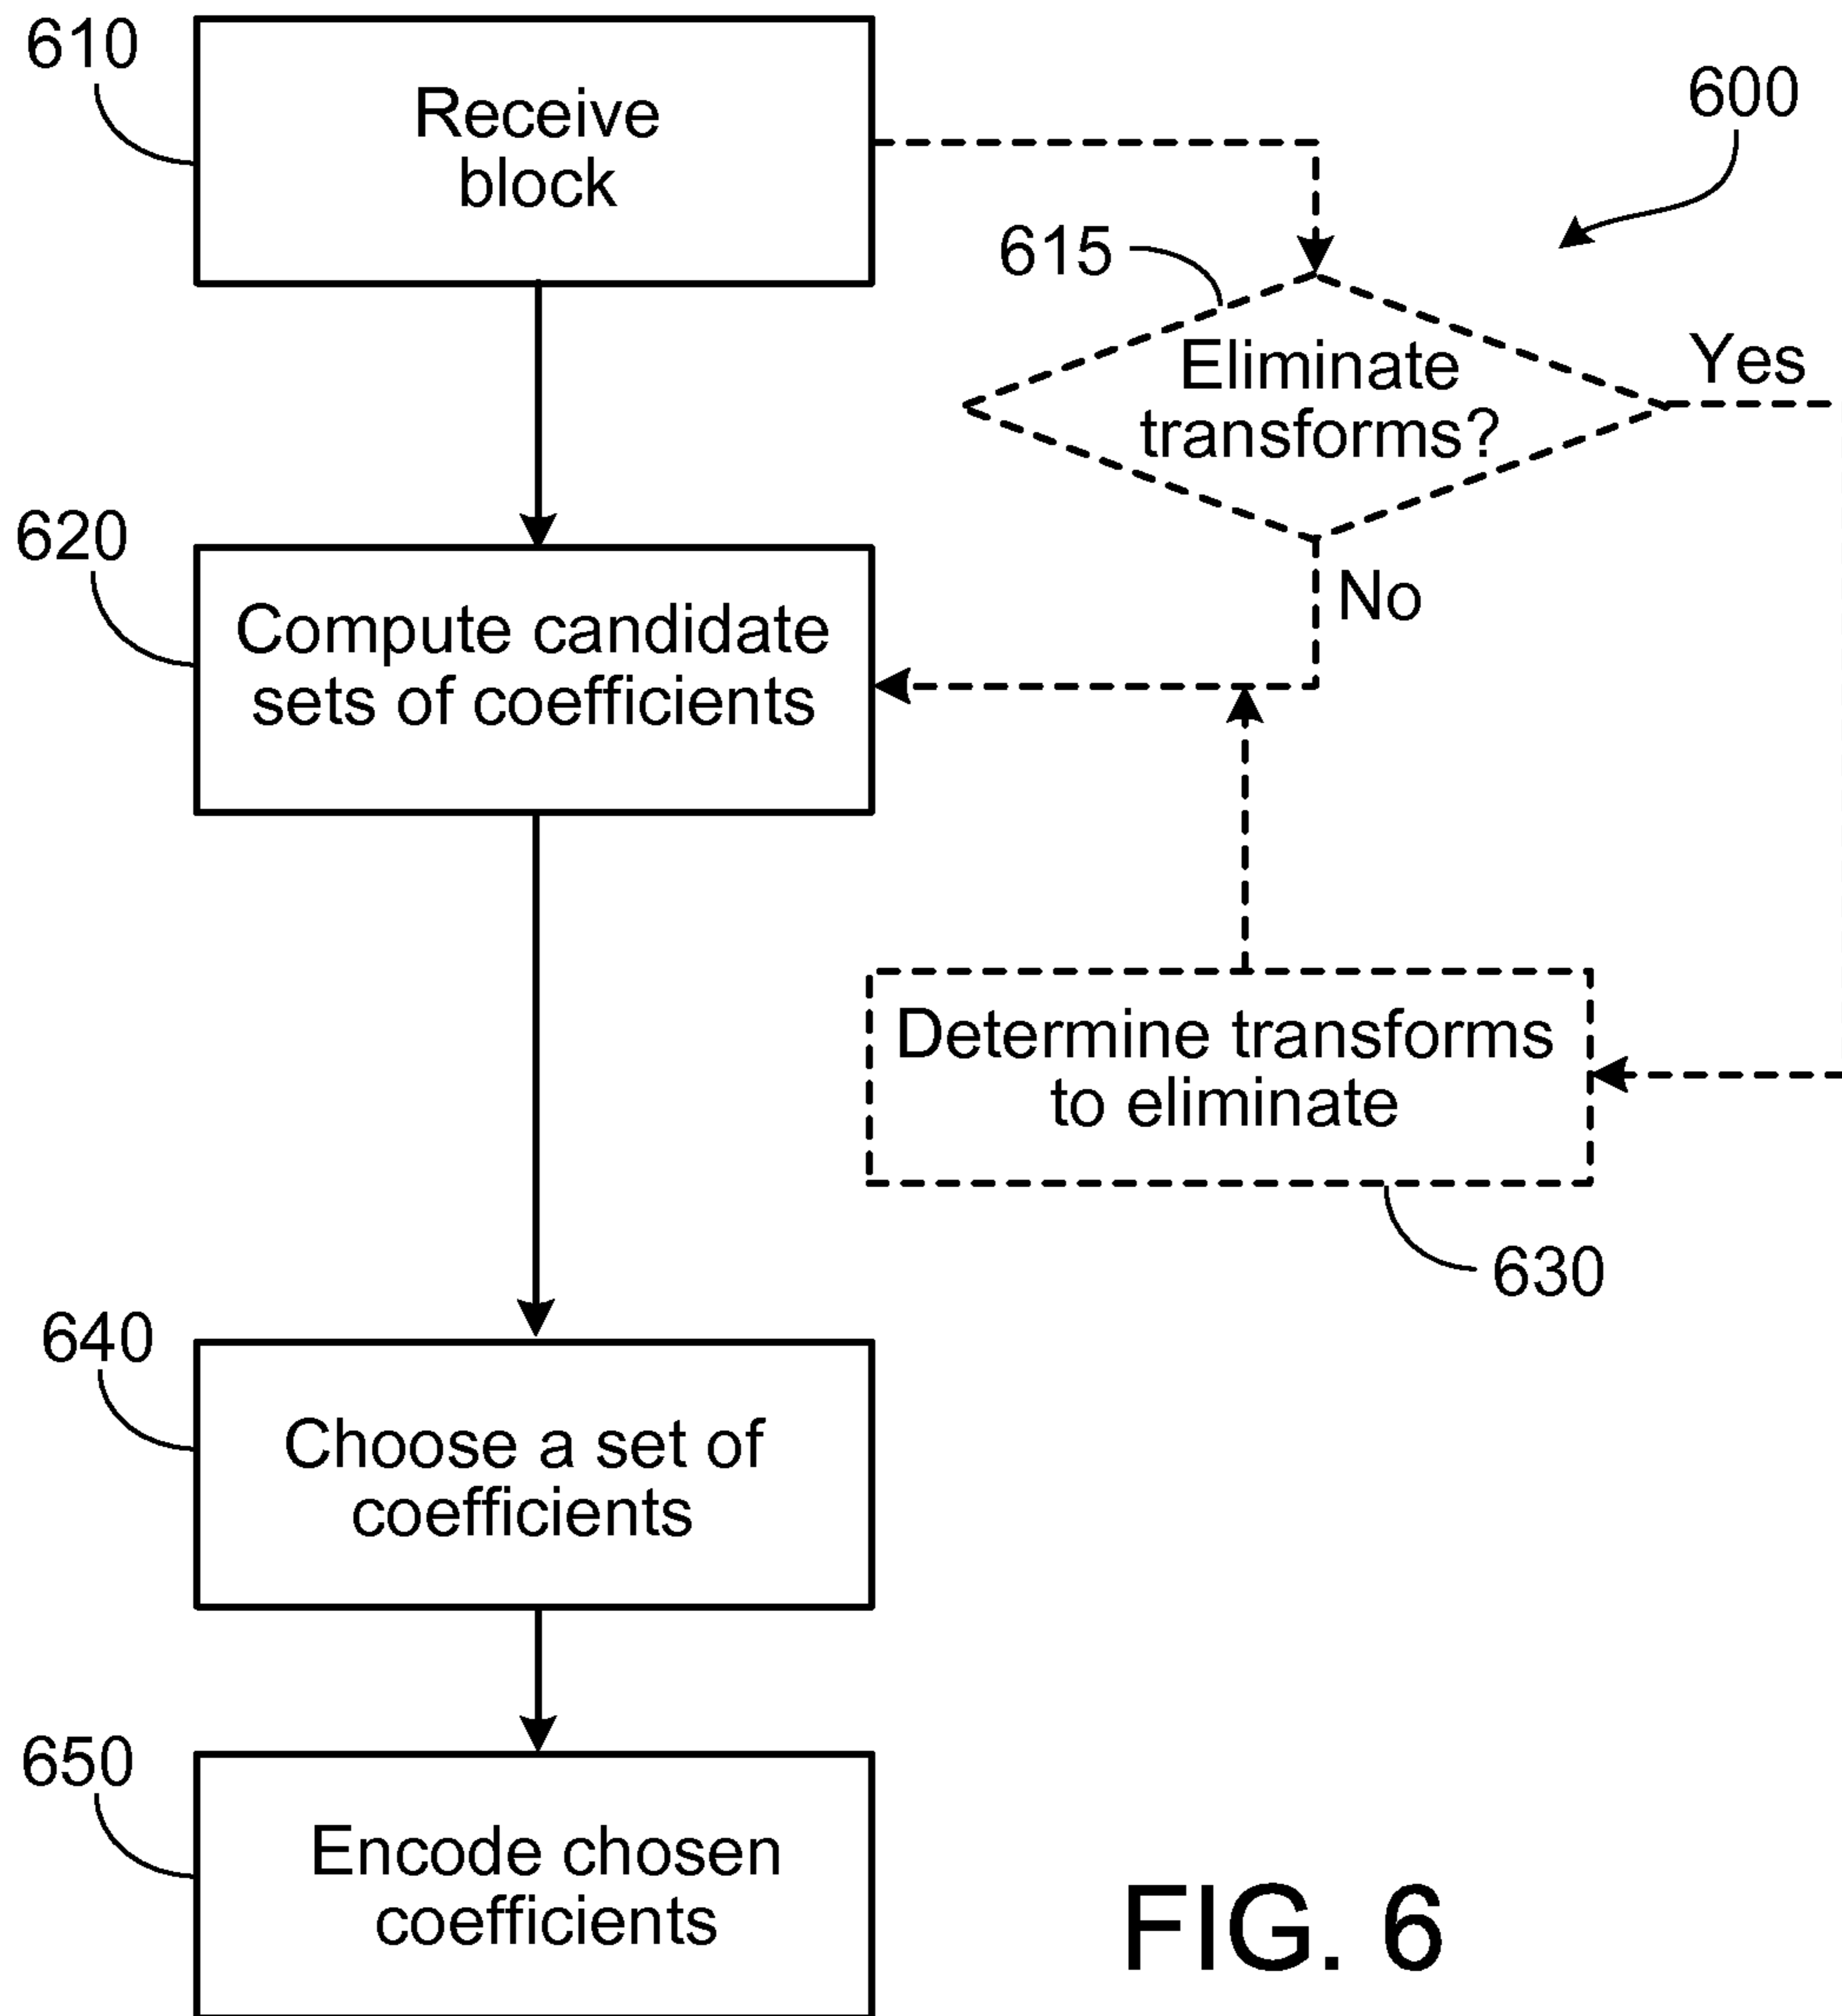 610
Receive
block
600
615
Eliminate
transforms?
Yes
No
620
Compute candidate
sets of coefficients
Determine transforms
to eliminate
630
640
Choose a set of
coefficients
650
Encode chosen
coefficients
FIG. 6